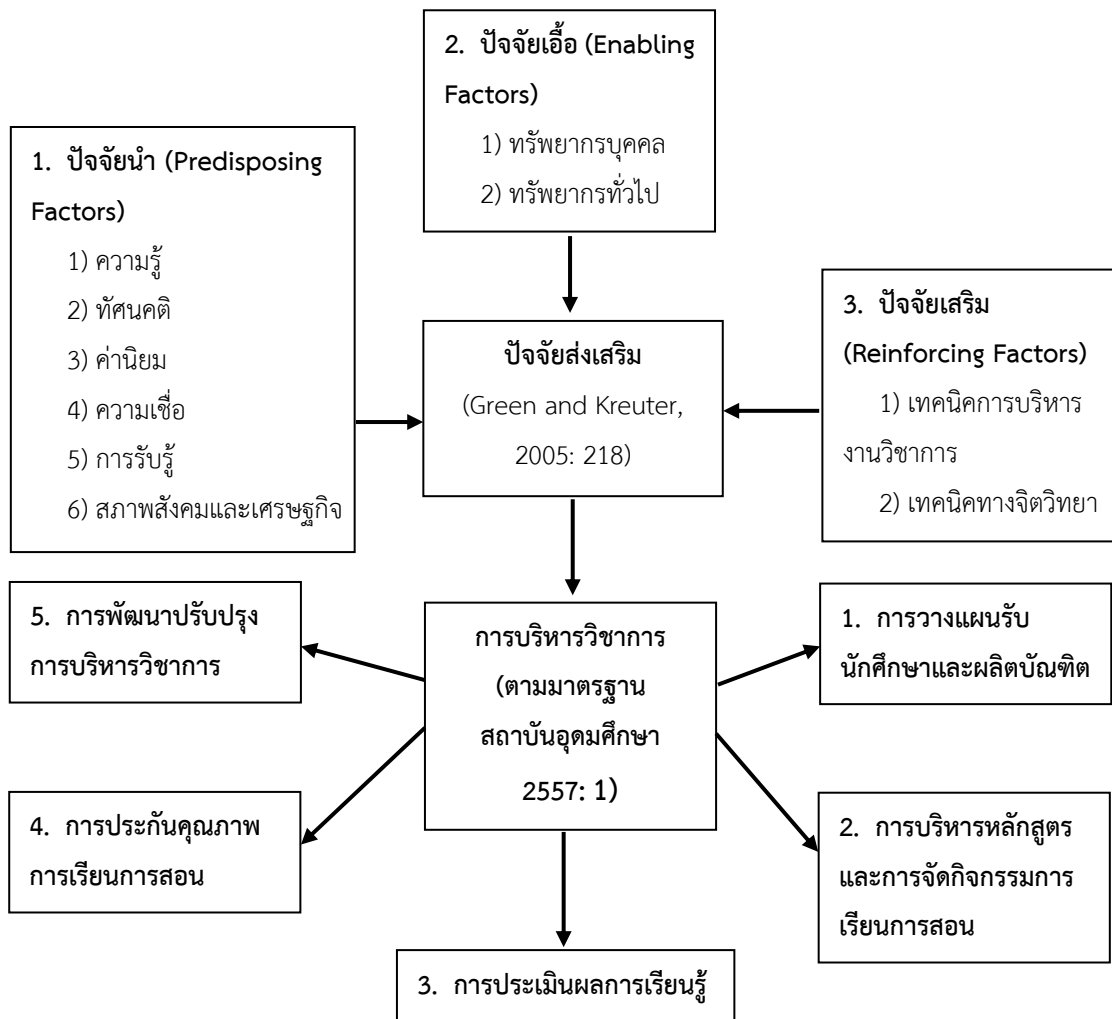 2. ปัจจัยเอื้อ (Enabling
Factors)
1) ทรัพยากรบุคคล
2) ทรัพยากรทั่วไป
1. ปัจจัยนำ (Predisposing
Factors)
1) ความรู้
2) ทัศนคติ
3) ค่านิยม
4) ความเชื่อ
5) การรับรู้
6) สภาพสังคมและเศรษฐกิจ
ปัจจัยส่งเสริม
(Green and Kreuter,
2005: 218)
3. ปัจจัยเสริม
(Reinforcing Factors)
1) เทคนิคการบริหาร
งานวิชาการ
2) เทคนิคทางจิตวิทยา
5. การพัฒนาปรับปรุง
การบริหารวิชาการ
การบริหารวิชาการ
(ตามมาตรฐาน
สถาบันอุดมศึกษา
2557: 1)
1. การวางแผนรับ
นักศึกษาและผลิตบัณฑิต
4. การประกันคุณภาพ
การเรียนการสอน
2. การบริหารหลักสูตร
และการจัดกิจกรรมการ
เรียนการสอน
3. การประเมินผลการเรียนรู้